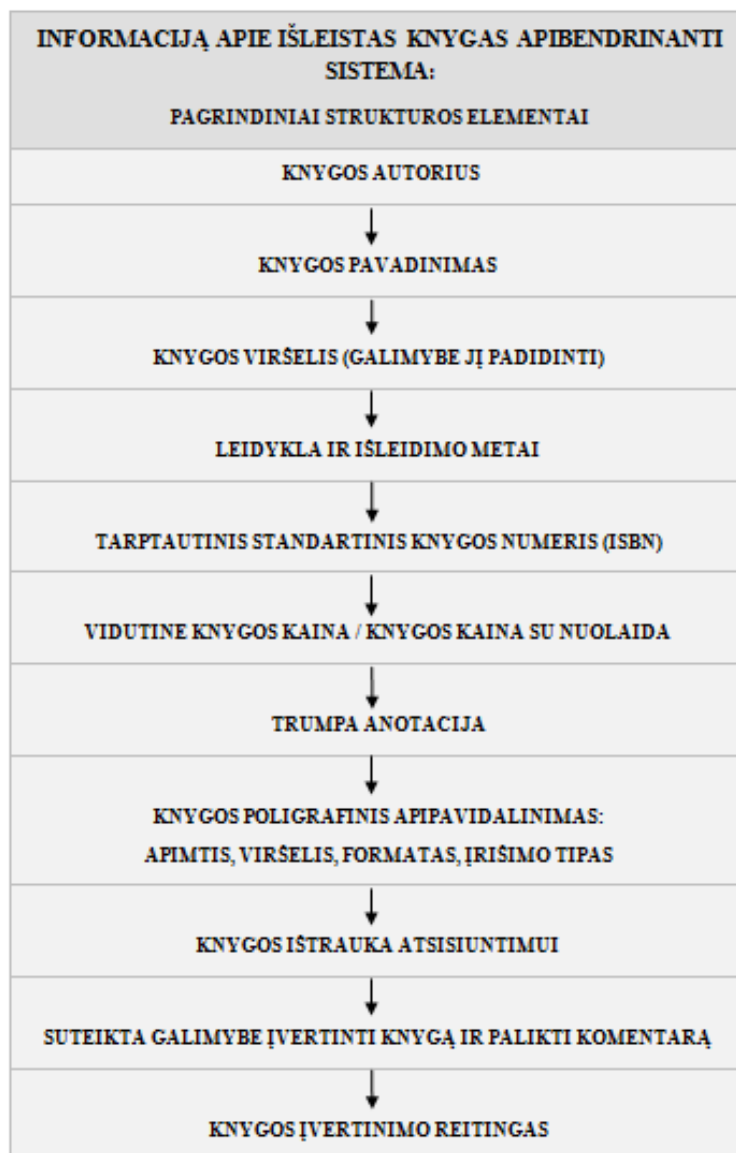 INFORMACIJĄ APIE IŠLEISTAS KNYGAS APIBENDRINANTI
SISTEMA:
PAGRINDINIAI STRUKTUROS ELEMENTAI
KNYGOS AUTORIUS
KNYGOS PAVADINIMAS
KNYGOS VIRŠELIS (GALIMYBE JĮ PADIDINTI)
LEIDYKLA IR IŠLEIDIMO METAI
TARPTAUTINIS STANDARTINIS KNYGOS NUMERIS (ISBN)
VIDUTINE KNYGOS KAINA / KNYGOS KAINA SU NUOLAIDA
TRUMPA ANOTACIJA
KNYGOS POLIGRAFINIS APIPAVIDALINIMAS:
APIMTIS, VIRŠELIS, FORMATAS, ĮRIŠIMO TIPAS
KNYGOS IŠTRAUKA ATSISIUNTIMUI
SUTEIKTA GALIMYBE ĮVERTINTI KNYGĄ IR PALIKTI KOMENTARĄ
KNYGOS ĮVERTINIMO REITINGAS